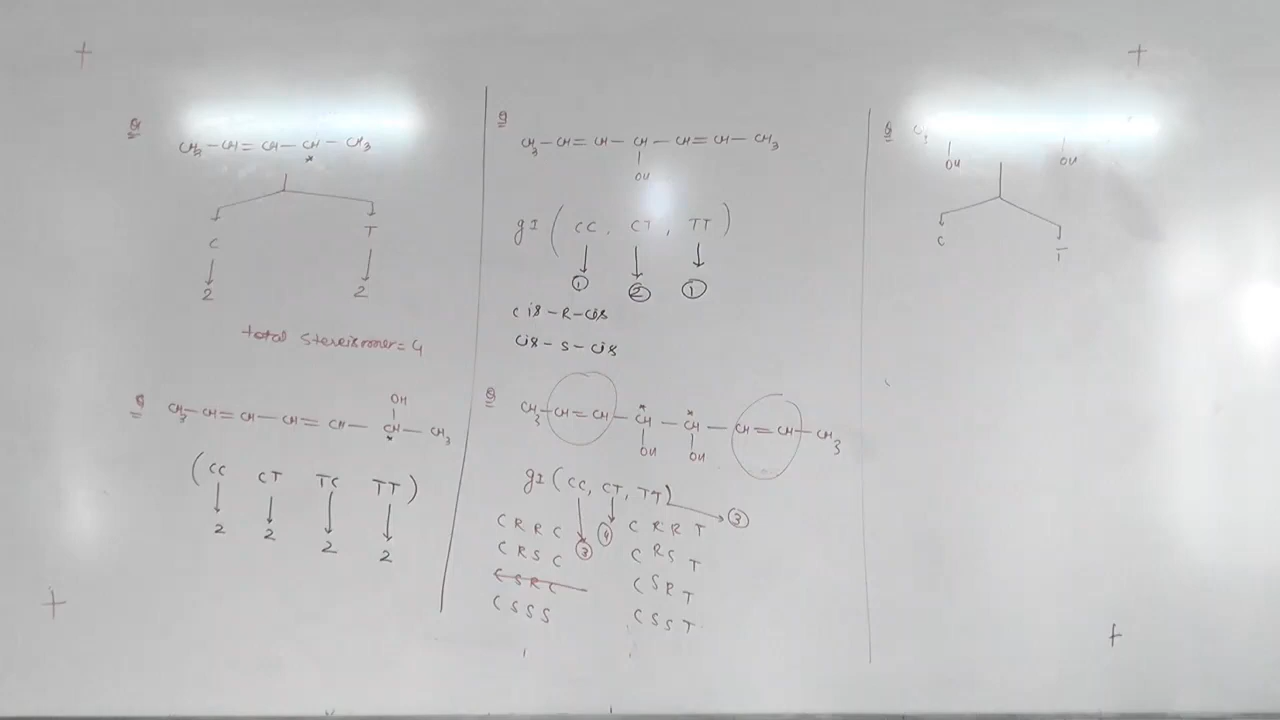 Q
CH3-CH=CH-CH-CH3
*
C T
2 2
total stereisomer=4
Q
OH
CH3-CH=CH-CH=CH-CH-CH3
*
(CC CT TC TT)
2 2 2 2
Q
CH3-CH=CH-CH-CH=CH-CH3
OH
gI (CC, CT, TT)
1 2 1
cis-R-cis
cis-S-cis
Q
* *
CH3-CH=CH-CH-CH-CH=CH-CH3
OH OH
gI (CC, CT, TT)
3
4
3
C R R C
C R S C
C S R C
C S S S
C R R T
C R S T
C S R T
C S S T
Q
OH OH
C T